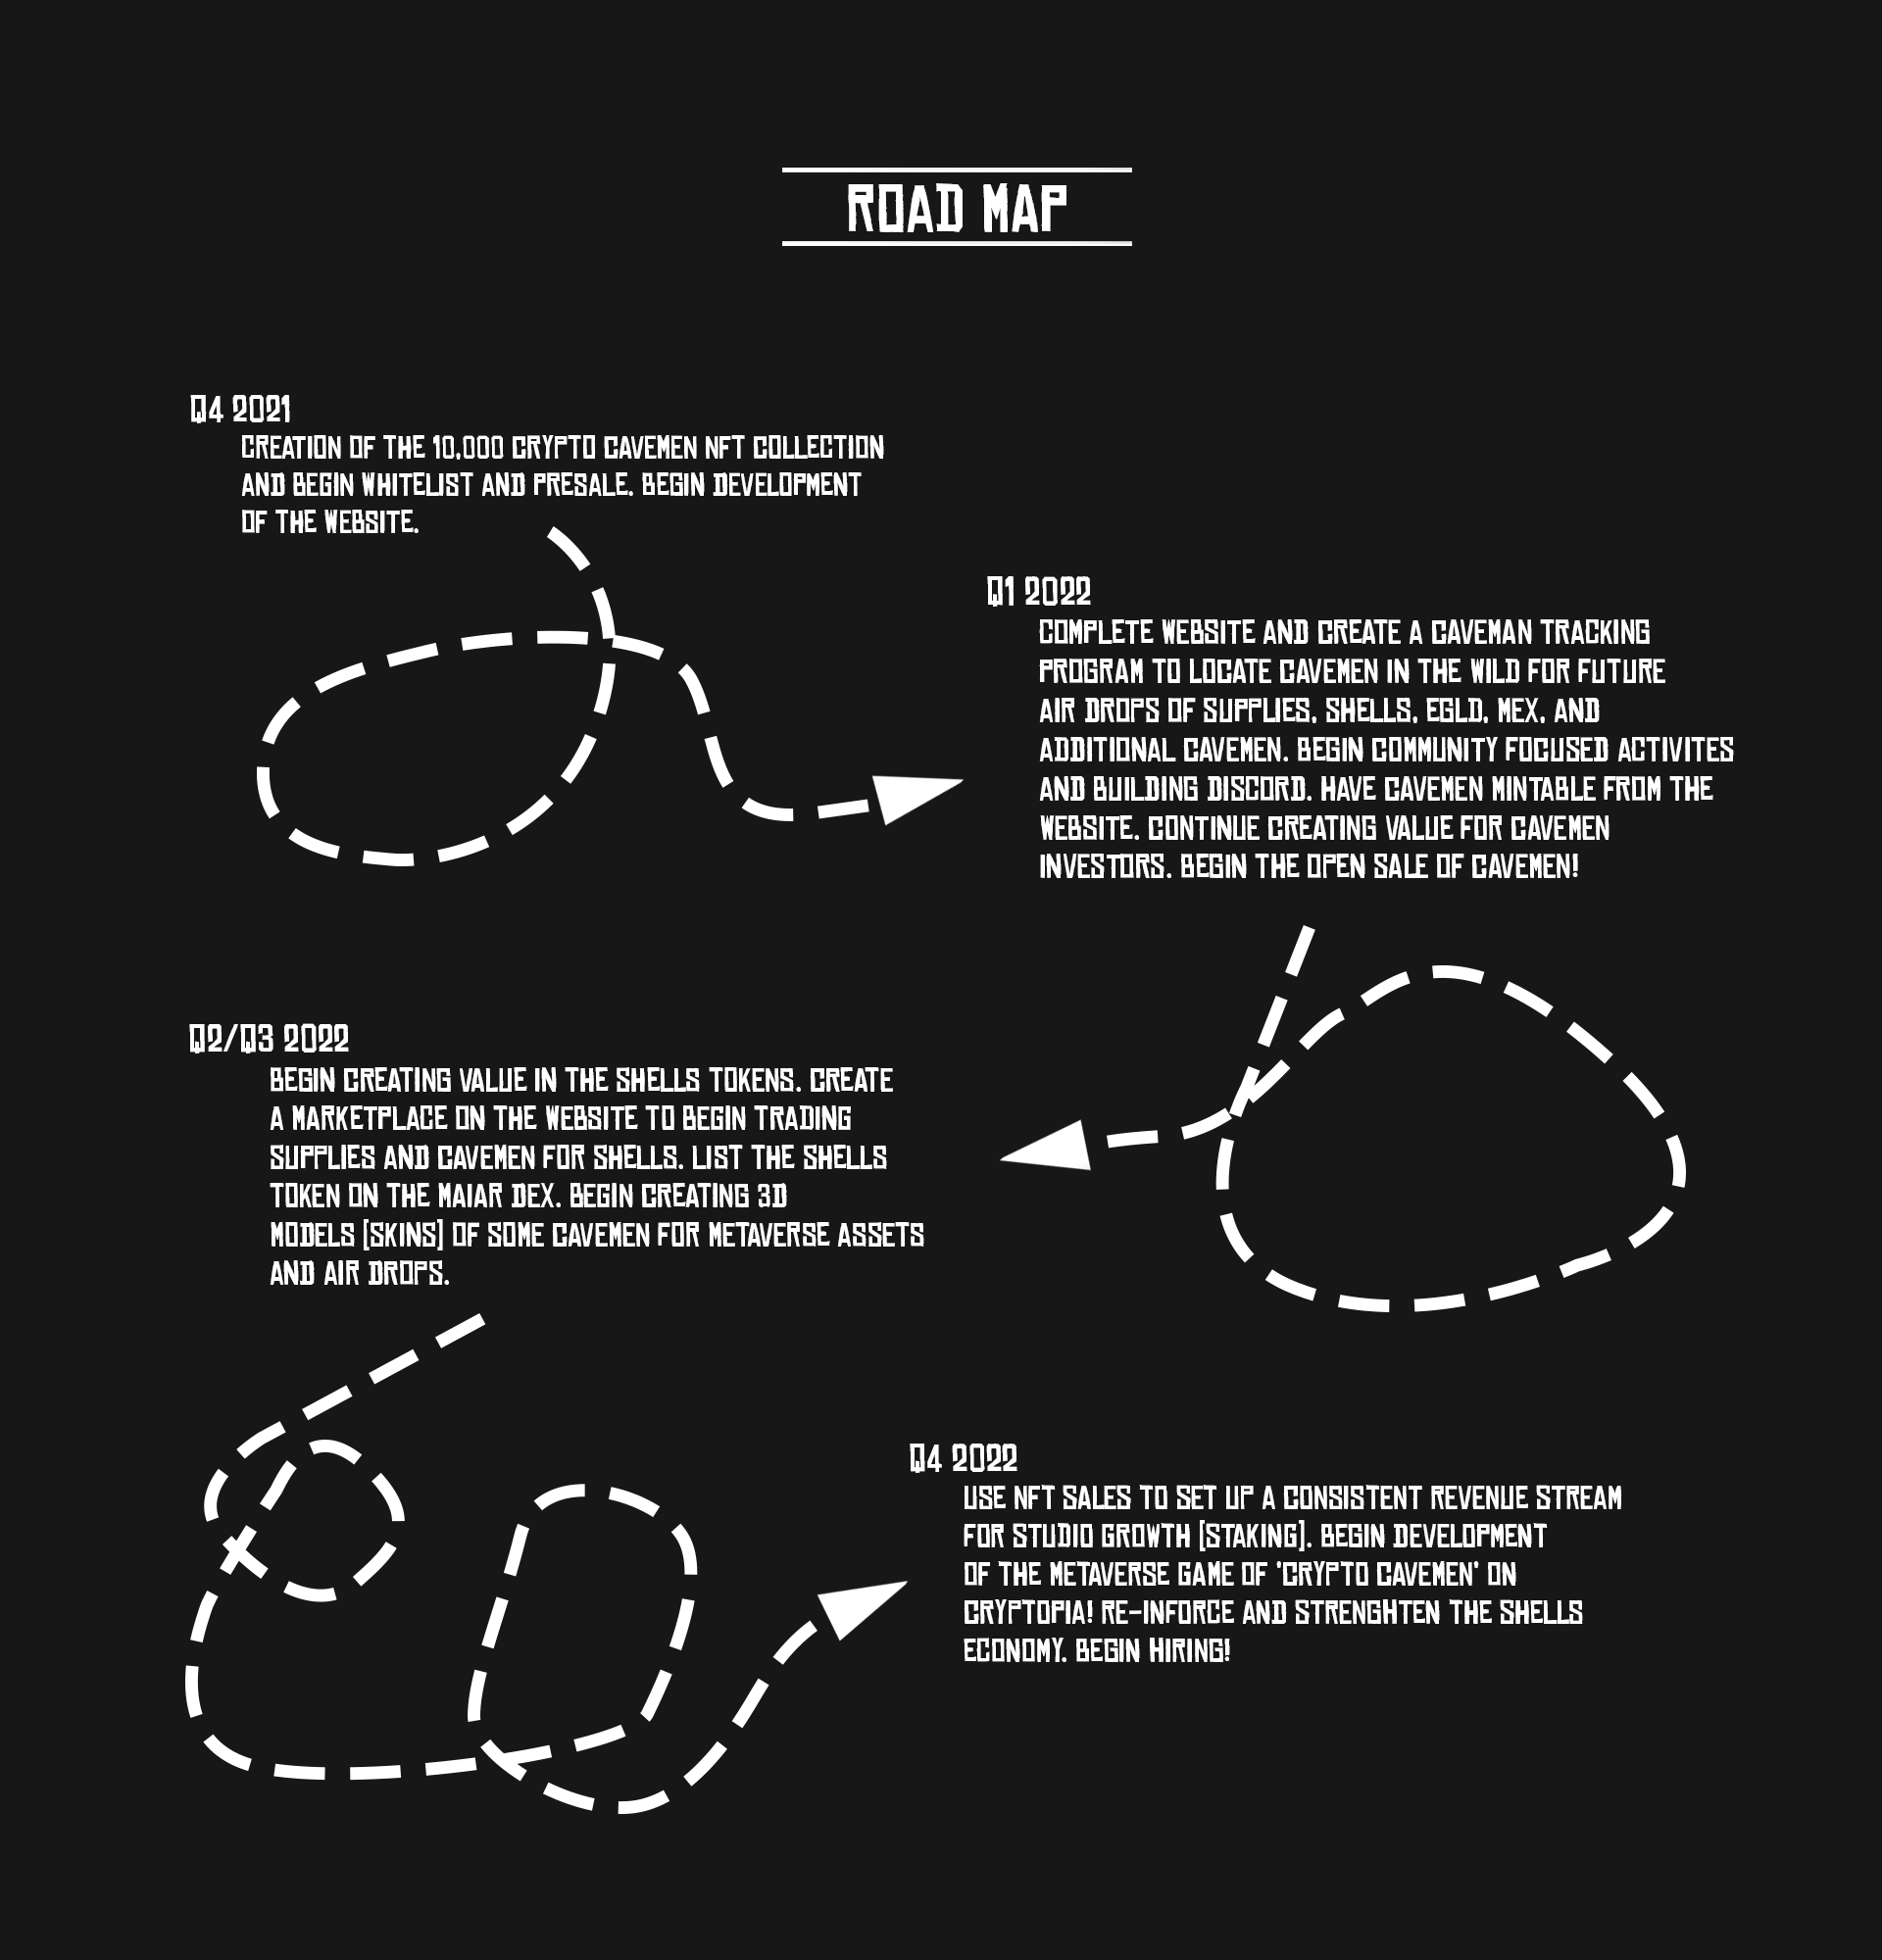 ROAD MAP
Q4 2021
CREATION OF THE 10,000 CRYPTO CAVEMEN NFT COLLECTION
AND BEGIN WHITELIST AND PRESALE. BEGIN DEVELOPMENT
OF THE WEBSITE.
Q1 2022
COMPLETE WEBSITE AND CREATE A CAVEMAN TRACKING
PROGRAM TO LOCATE CAVEMEN IN THE WILD FOR FUTURE
AIR DROPS OF SUPPLIES, SHELLS, EGLD, MEX, AND
ADDITIONAL CAVEMEN. BEGIN COMMUNITY FOCUSED ACTIVITES
AND BUILDING DISCORD. HAVE CAVEMEN MINTABLE FROM THE
WEBSITE. CONTINUE CREATING VALUE FOR CAVEMEN
INVESTORS. BEGIN THE OPEN SALE OF CAVEMEN!
Q2/Q3 2022
BEGIN CREATING VALUE IN THE SHELLS TOKENS. CREATE
A MARKETPLACE ON THE WEBSITE TO BEGIN TRADING
SUPPLIES AND CAVEMEN FOR SHELLS. LIST THE SHELLS
TOKEN ON THE MAIAR DEX. BEGIN CREATING 3D
MODELS [SKINS] OF SOME CAVEMEN FOR METAVERSE ASSETS
AND AIR DROPS.
Q4 2022
USE NFT SALES TO SET UP A CONSISTENT REVENUE STREAM
FOR STUDIO GROWTH [STAKING]. BEGIN DEVELOPMENT
OF THE METAVERSE GAME OF 'CRYPTO CAVEMEN' ON
CRYPTOPIA! RE-INFORCE AND STRENGHTEN THE SHELLS
ECONOMY. BEGIN HIRING!